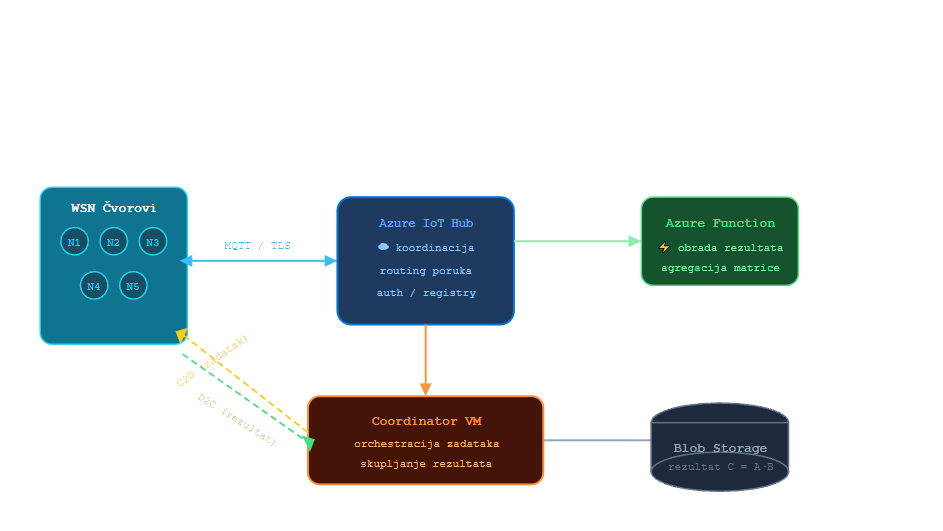 WSN Čvorovi
N1 N2 N3
N4 N5
MQTT / TLS
Azure IoT Hub
koordinacija
routing poruka
auth / registry
Azure Function
⚡ obrada rezultata
agregacija matrice
C2D (zadatak)
D2C (rezultat)
Coordinator VM
orchestracija zadataka
skupljanje rezultata
Blob Storage
rezultat C = A·B